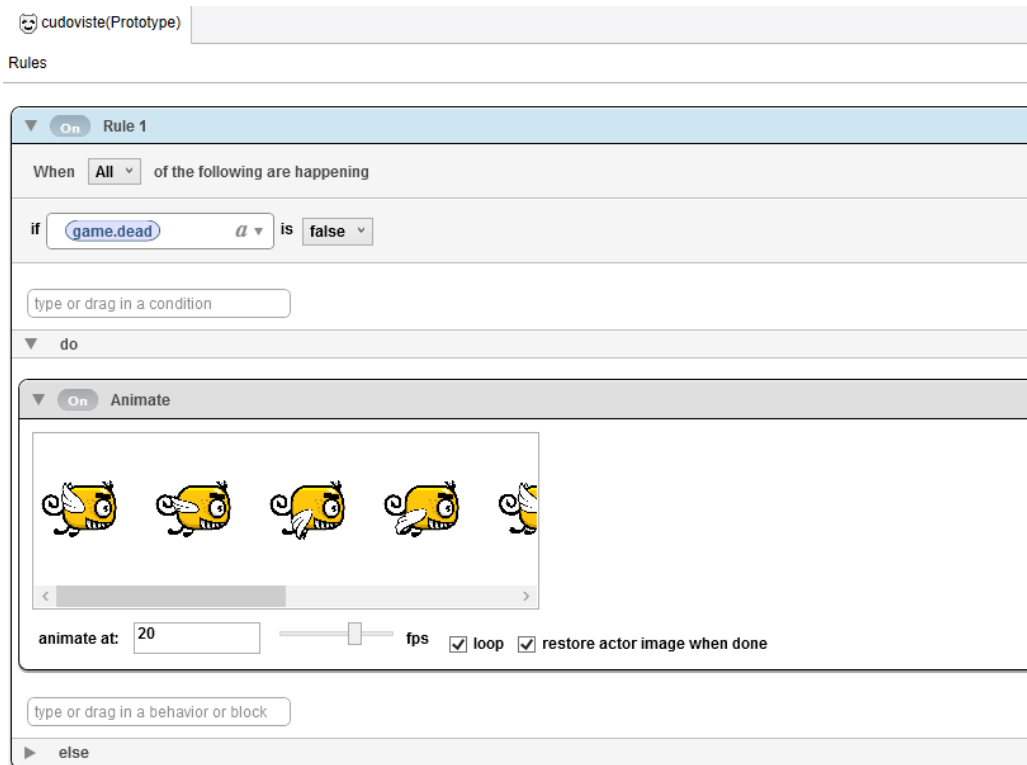 cudoviste(Prototype)
Rules
On Rule 1
When All of the following are happening
if game.dead a is false
type or drag in a condition
do
On Animate
animate at: 20 fps loop restore actor image when done
type or drag in a behavior or block
else